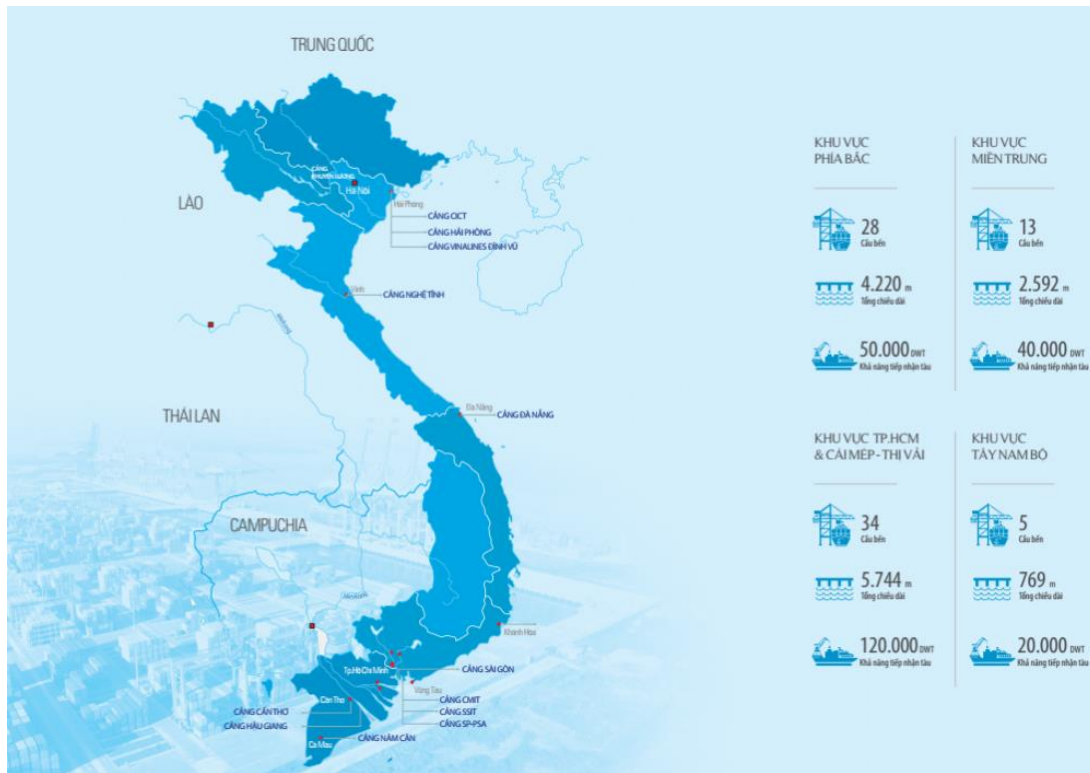 TRUNG QUỐC
CẢNG
KHUYẾN LƯƠNG
Hà Nội
LÀO
Hải Phòng
CẢNG CICT
CẢNG HẢI PHÒNG
CẢNG VINALINES ĐÌNH VŨ
Vinh
CẢNG NGHỆ TĨNH
THÁI LAN
Đà Nẵng
CẢNG ĐÀ NẴNG
CAMPUCHIA
Khánh Hoà
Tp.Hồ Chí Minh
CẢNG SÀI GÒN
Vũng Tàu
CẢNG CẦN THƠ
Cần Thơ
CẢNG CMIT
CẢNG SSIT
CẢNG HẬU GIANG
CẢNG SP-PSA
CẢNG NĂM CĂN
Cà Mau
KHU VỰC
PHÍA BẮC
28
Cầu bến
4.220 m
Tổng chiều dài
50.000 DWT
Khả năng tiếp nhận tàu
KHU VỰC
MIỀN TRUNG
13
Cầu bến
2.592 m
Tổng chiều dài
40.000 DWT
Khả năng tiếp nhận tàu
KHU VỰC TP.HCM
& CÁI MÉP - THỊ VẢI
34
Cầu bến
5.744 m
Tổng chiều dài
120.000 DWT
Khả năng tiếp nhận tàu
KHU VỰC
TÂY NAM BỘ
5
Cầu bến
769 m
Tổng chiều dài
20.000 DWT
Khả năng tiếp nhận tàu